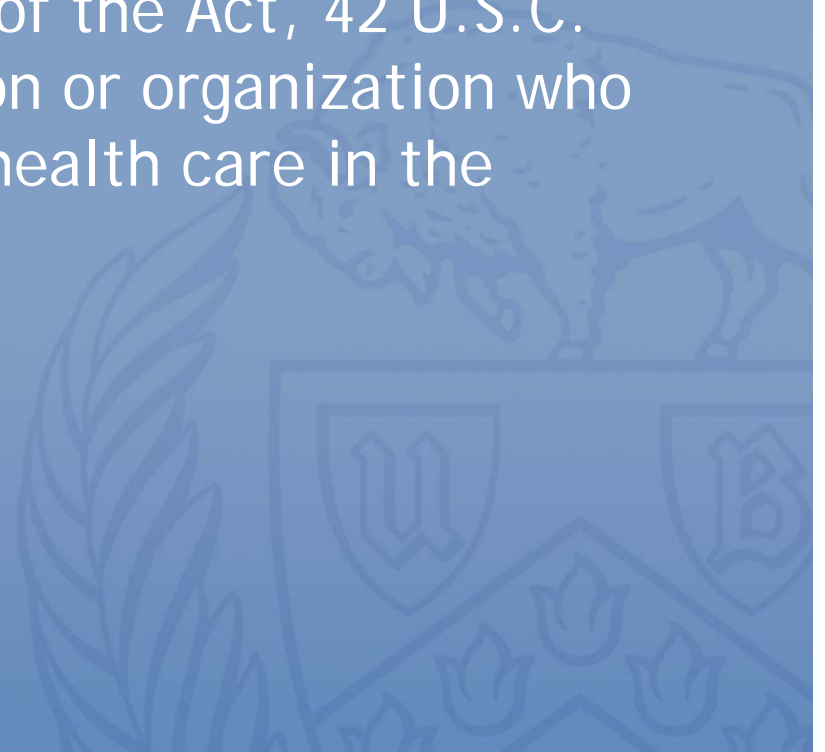 of the Act, 42 U.S.C.
on or organization who
health care in the
U B